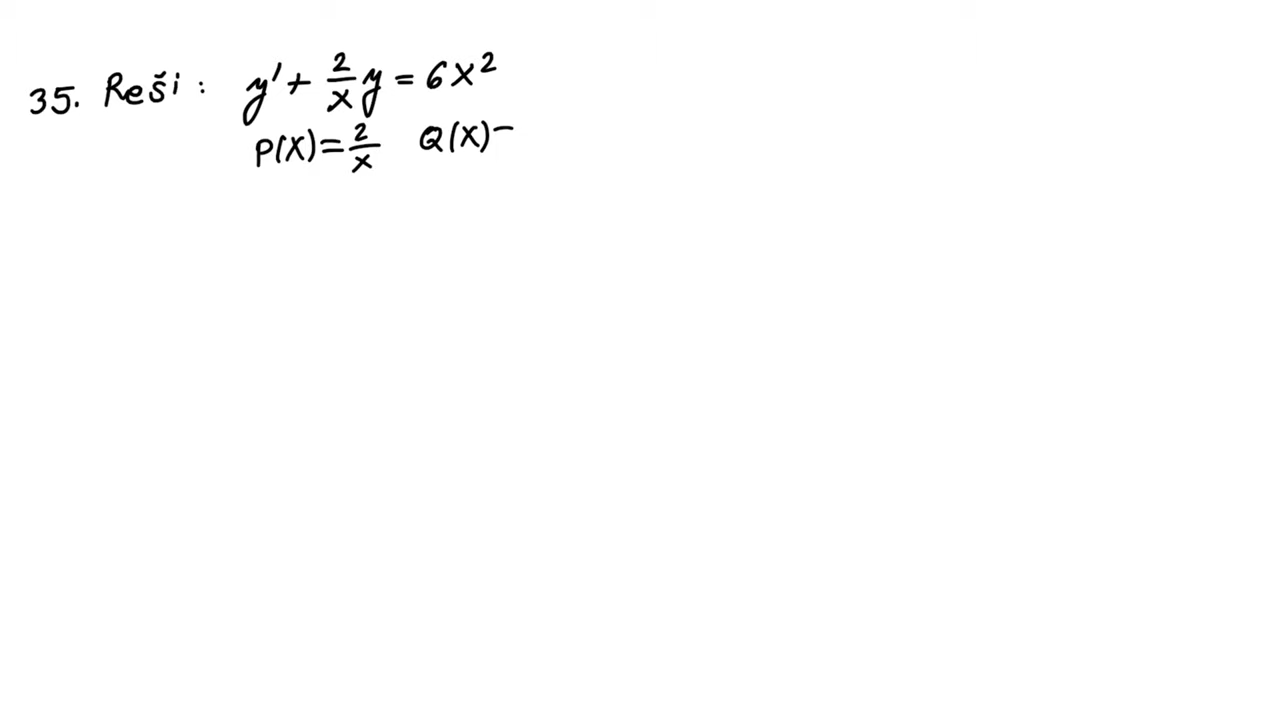 35. Reši: y' + 2/x y = 6x²
P(x) = 2/x Q(x) -